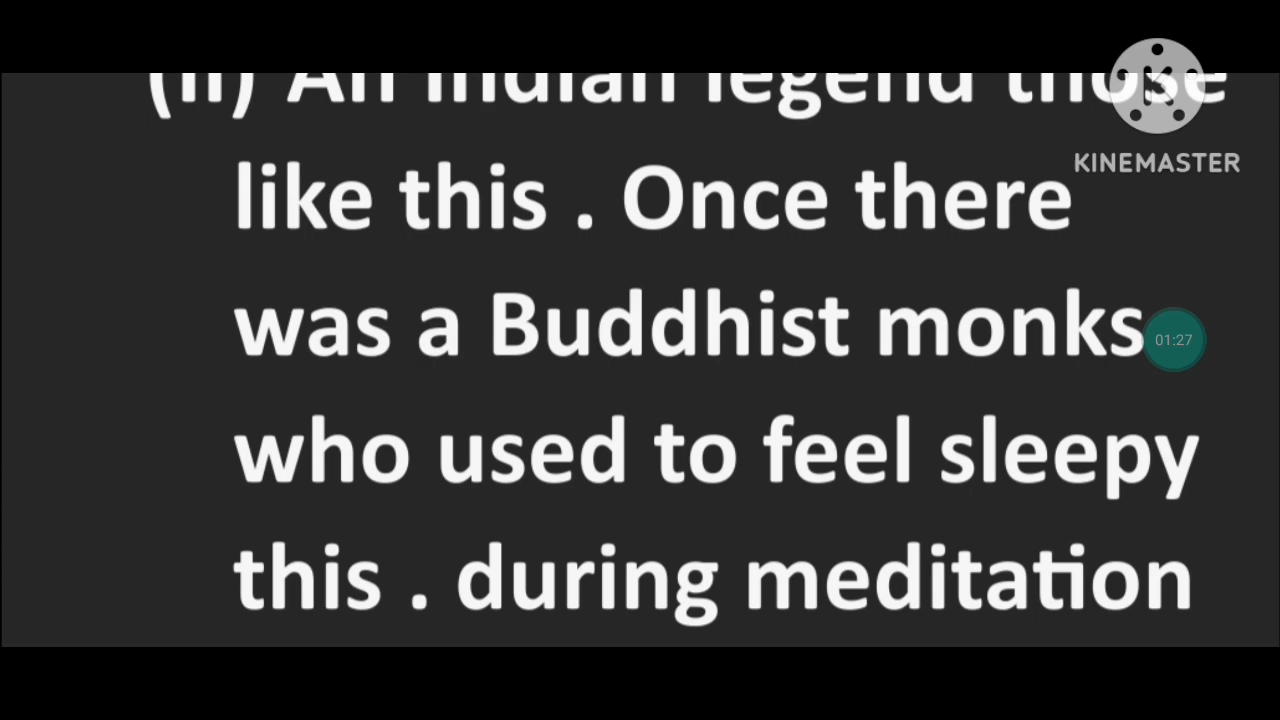 (ii) An Indian legend those
like this . Once there
was a Buddhist monks
who used to feel sleepy
this . during meditation
KINEMASTER
01:27